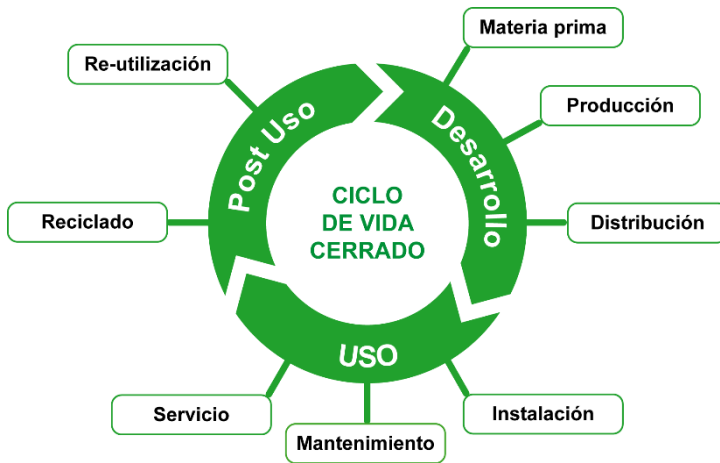 Materia prima
Re-utilización
Producción
Post Uso
Desarrollo
CICLO
DE VIDA
CERRADO
Reciclado
Distribución
USO
Servicio
Instalación
Mantenimiento